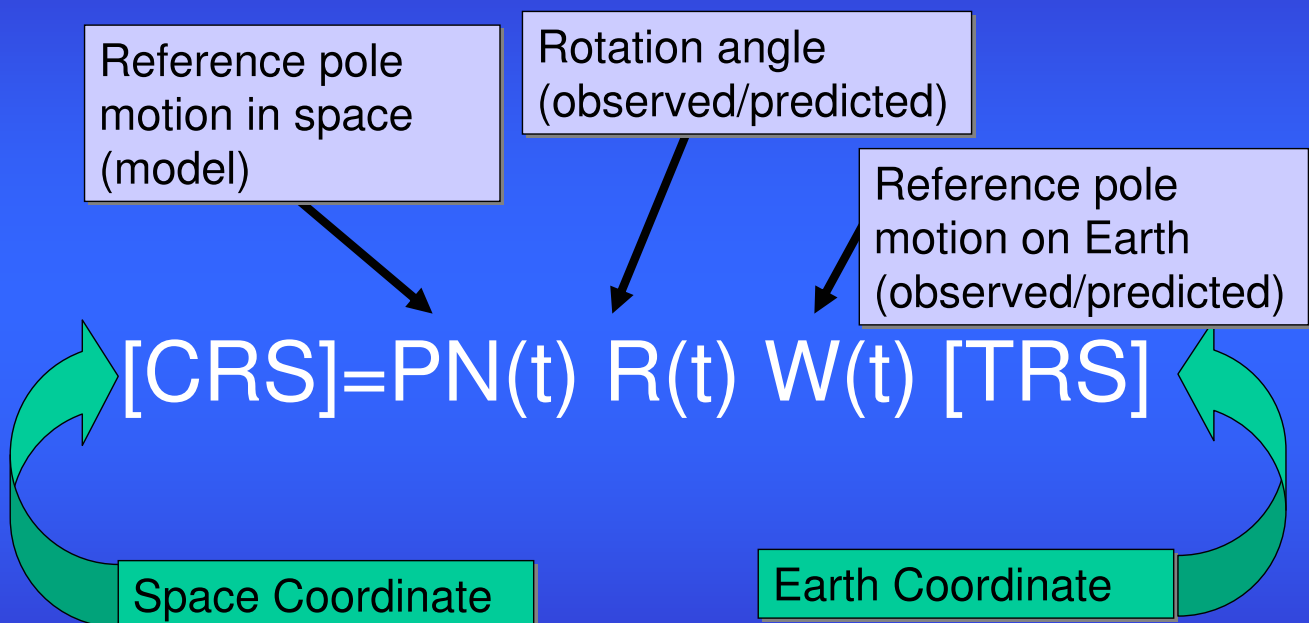 Reference pole
motion in space
(model)
Rotation angle
(observed/predicted)
Reference pole
motion on Earth
(observed/predicted)
[CRS]=PN(t) R(t) W(t) [TRS]
Space Coordinate
Earth Coordinate